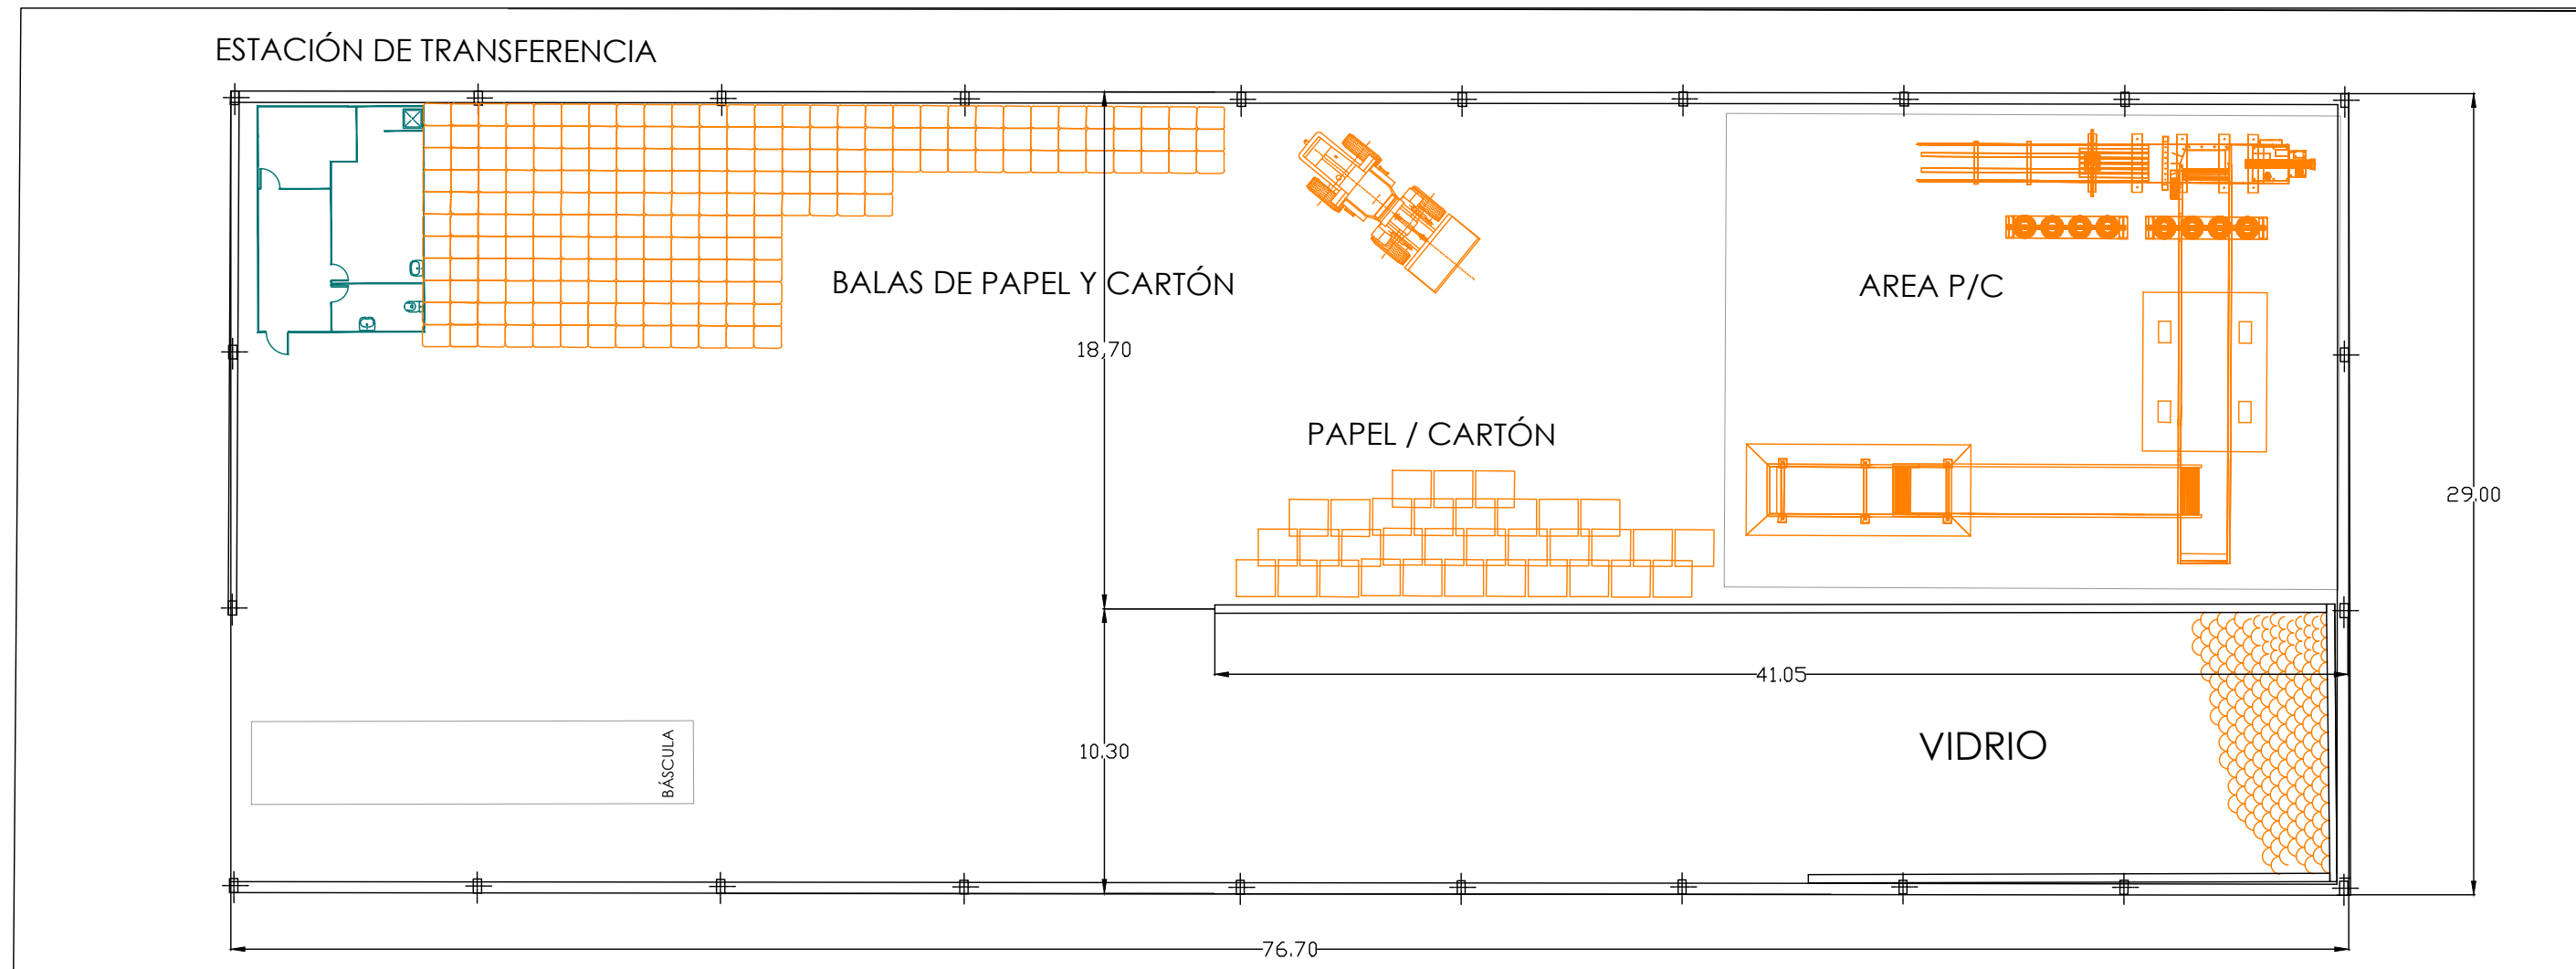 ESTACIÓN DE TRANSFERENCIA
BALAS DE PAPEL Y CARTÓN
AREA P/C
18,70
PAPEL / CARTÓN
29,00
41,05
VIDRIO
10,30
BÁSCULA
76,70